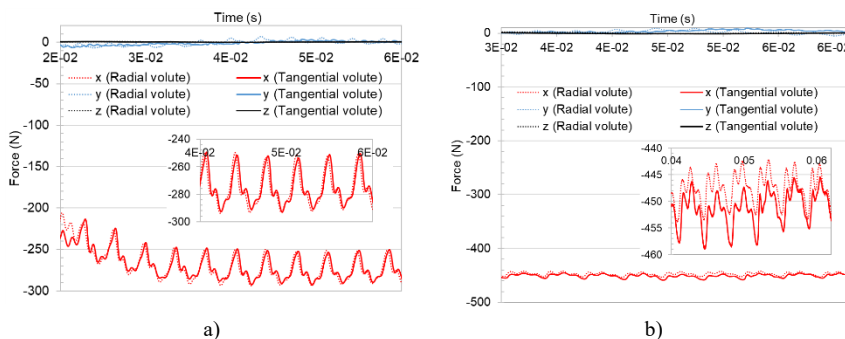 Time (s)
0
2E-02 3E-02 4E-02 5E-02 6E-02
x (Radial volute) x (Tangential volute)
y (Radial volute) y (Tangential volute)
z (Radial volute) z (Tangential volute)
Force (N)
-50
-100
-150
-200
-250
-300
-240
4E-02 5E-02 6E-02
-260
-280
-300
a)
Time (s)
0
3E-02 3E-02 4E-02 4E-02 5E-02 5E-02 6E-02 6E-02
x (Radial volute) x (Tangential volute)
y (Radial volute) y (Tangential volute)
z (Radial volute) z (Tangential volute)
Force (N)
-100
-200
-300
-400
-500
-440
0.04 0.05 0.06
-445
-450
-455
-460
b)